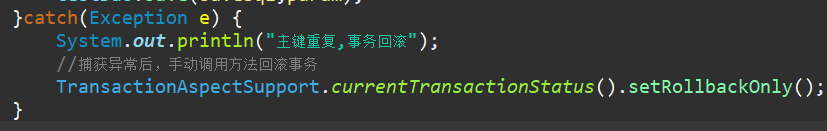 }catch(Exception e) {
System.out.println("主键重复,事务回滚");
//捕获异常后，手动调用方法回滚事务
TransactionAspectSupport.currentTransactionStatus().setRollbackOnly();
}